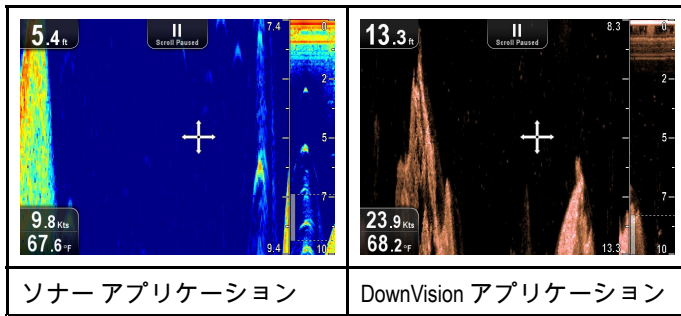 5.4 ft
Scroll Paused
7.4
0
2
5
7
10
9.4
9.8 Kts
67.6 °F
13.3 ft
Scroll Paused
8.3
0
2
5
7
10
13.3
23.9 Kts
68.2 °F
ソナー アプリケーション
DownVision アプリケーション